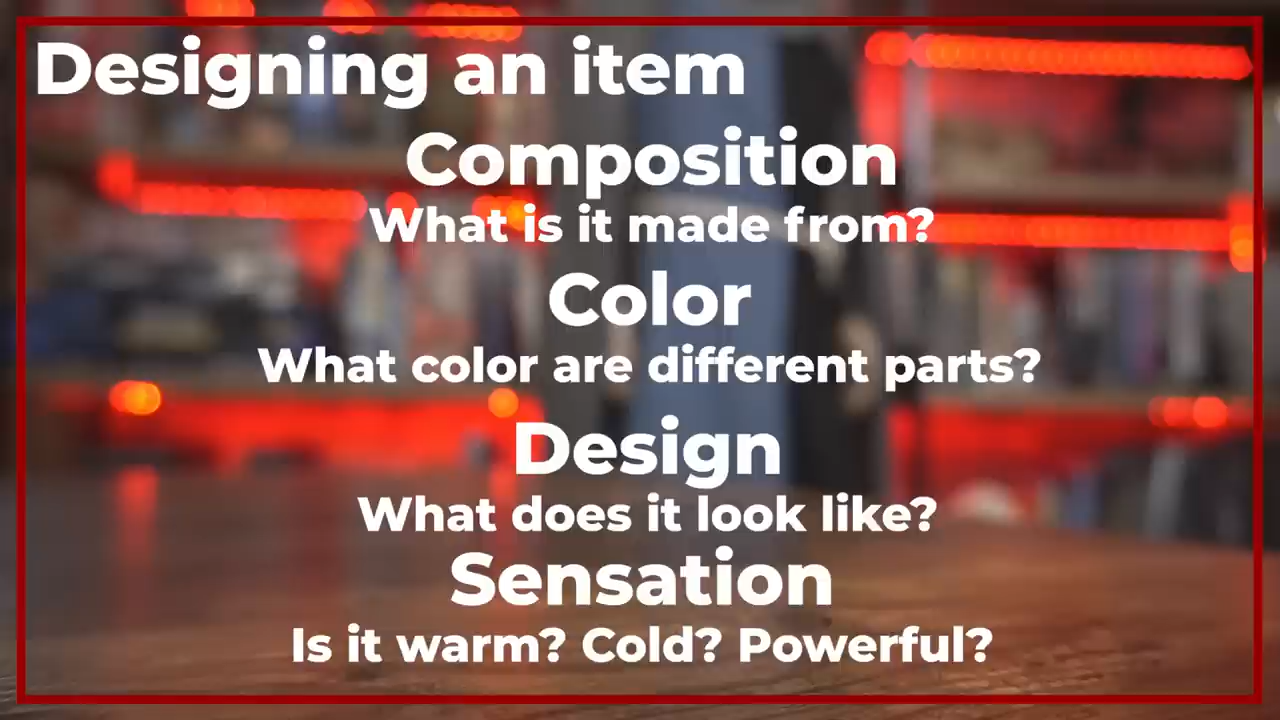 Designing an item
Composition
What is it made from?
Color
What color are different parts?
Design
What does it look like?
Sensation
Is it warm? Cold? Powerful?